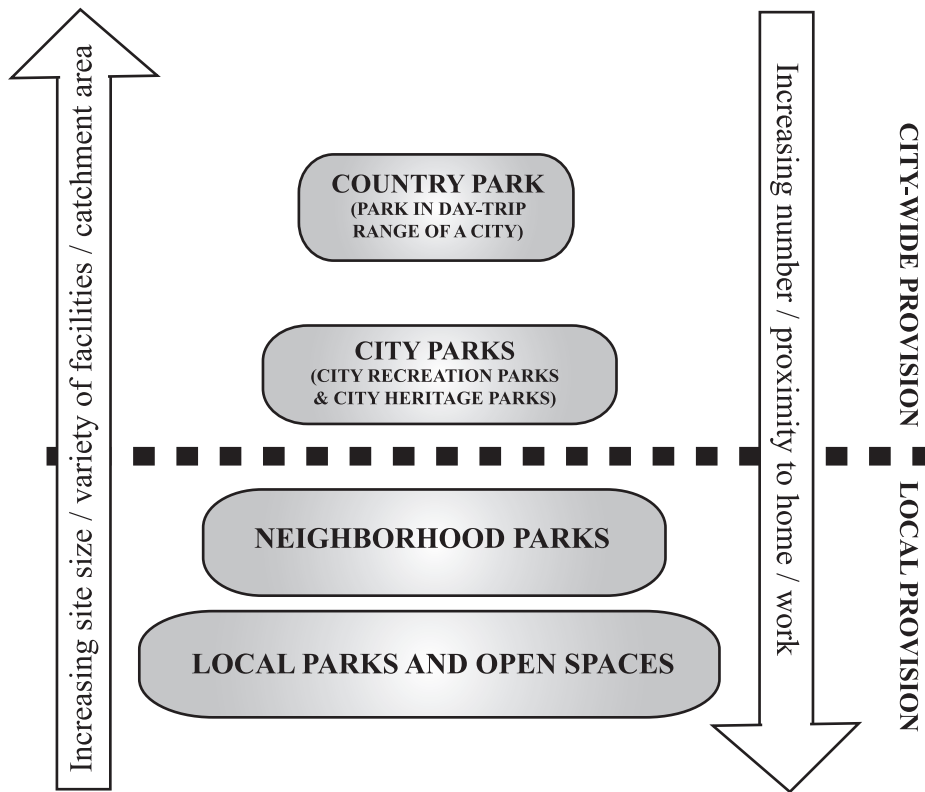 Increasing site size / variety of facilities / catchment area
COUNTRY PARK
(PARK IN DAY-TRIP
RANGE OF A CITY)
CITY PARKS
(CITY RECREATION PARKS
& CITY HERITAGE PARKS)
NEIGHBORHOOD PARKS
LOCAL PARKS AND OPEN SPACES
Increasing number / proximity to home / work
CITY-WIDE PROVISION
LOCAL PROVISION